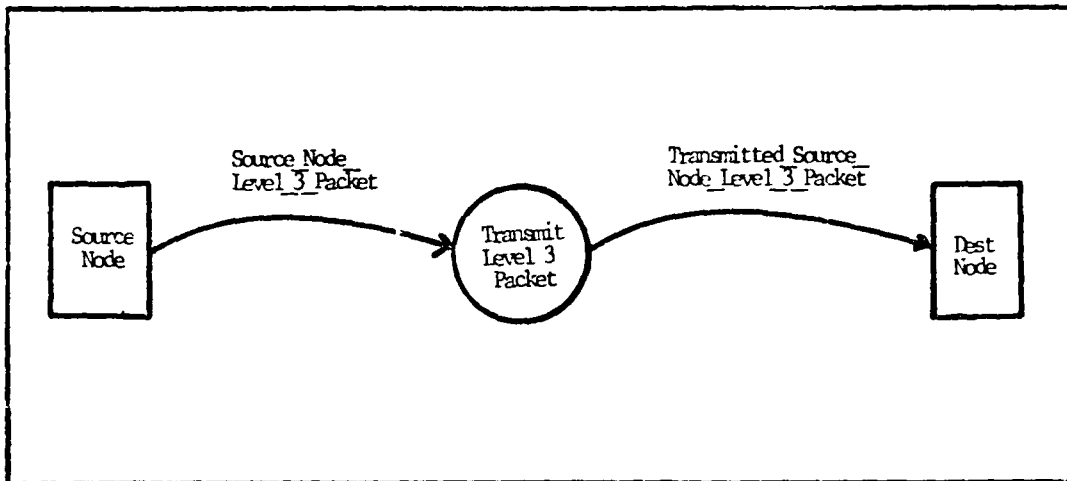 Source_Node_
Level_3_Packet
Transmitted_Source_
Node_Level_3_Packet
Source
Node
Transmit
Level 3
Packet
Dest
Node